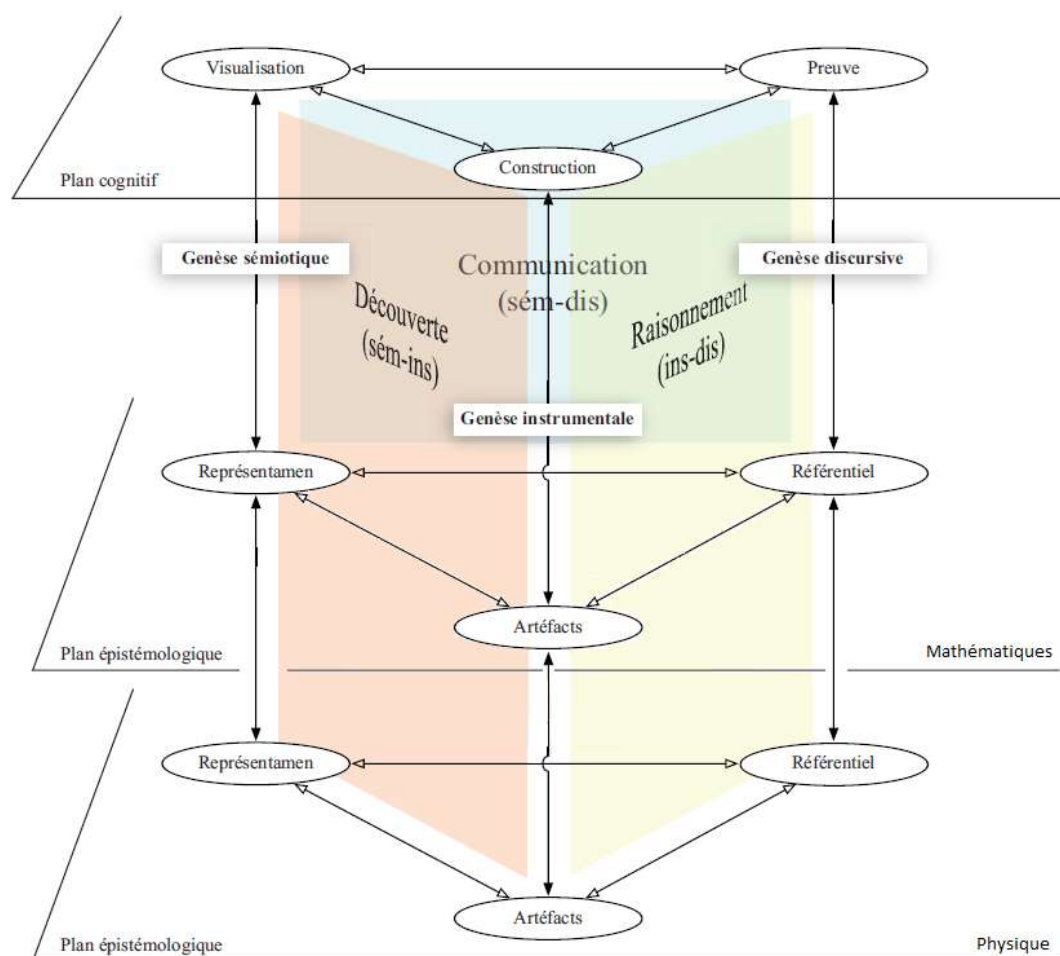 Visualisation
Preuve
Construction
Plan cognitif
Genèse sémiotique
Genèse discursive
Communication
(sém-dis)
Découverte
(sém-ins)
Raisonnement
(ins-dis)
Genèse instrumentale
Représentamen
Référentiel
Artéfacts
Plan épistémologique
Mathématiques
Représentamen
Référentiel
Artéfacts
Plan épistémologique
Physique